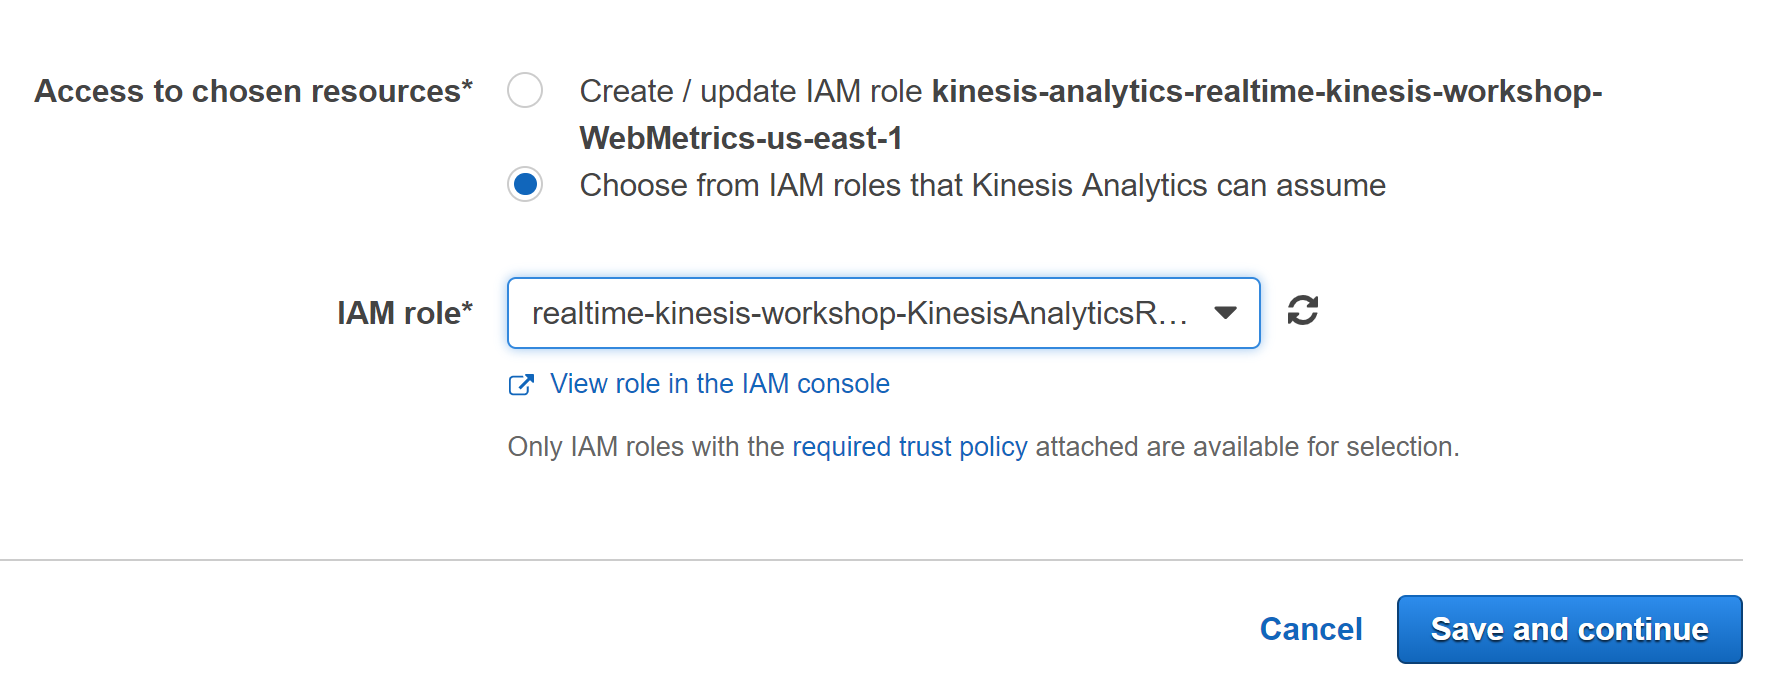 Access to chosen resources*
Create / update IAM role kinesis-analytics-realtime-kinesis-workshop-
WebMetrics-us-east-1
Choose from IAM roles that Kinesis Analytics can assume
IAM role*
realtime-kinesis-workshop-KinesisAnalyticsR...
View role in the IAM console
Only IAM roles with the required trust policy attached are available for selection.
Cancel
Save and continue